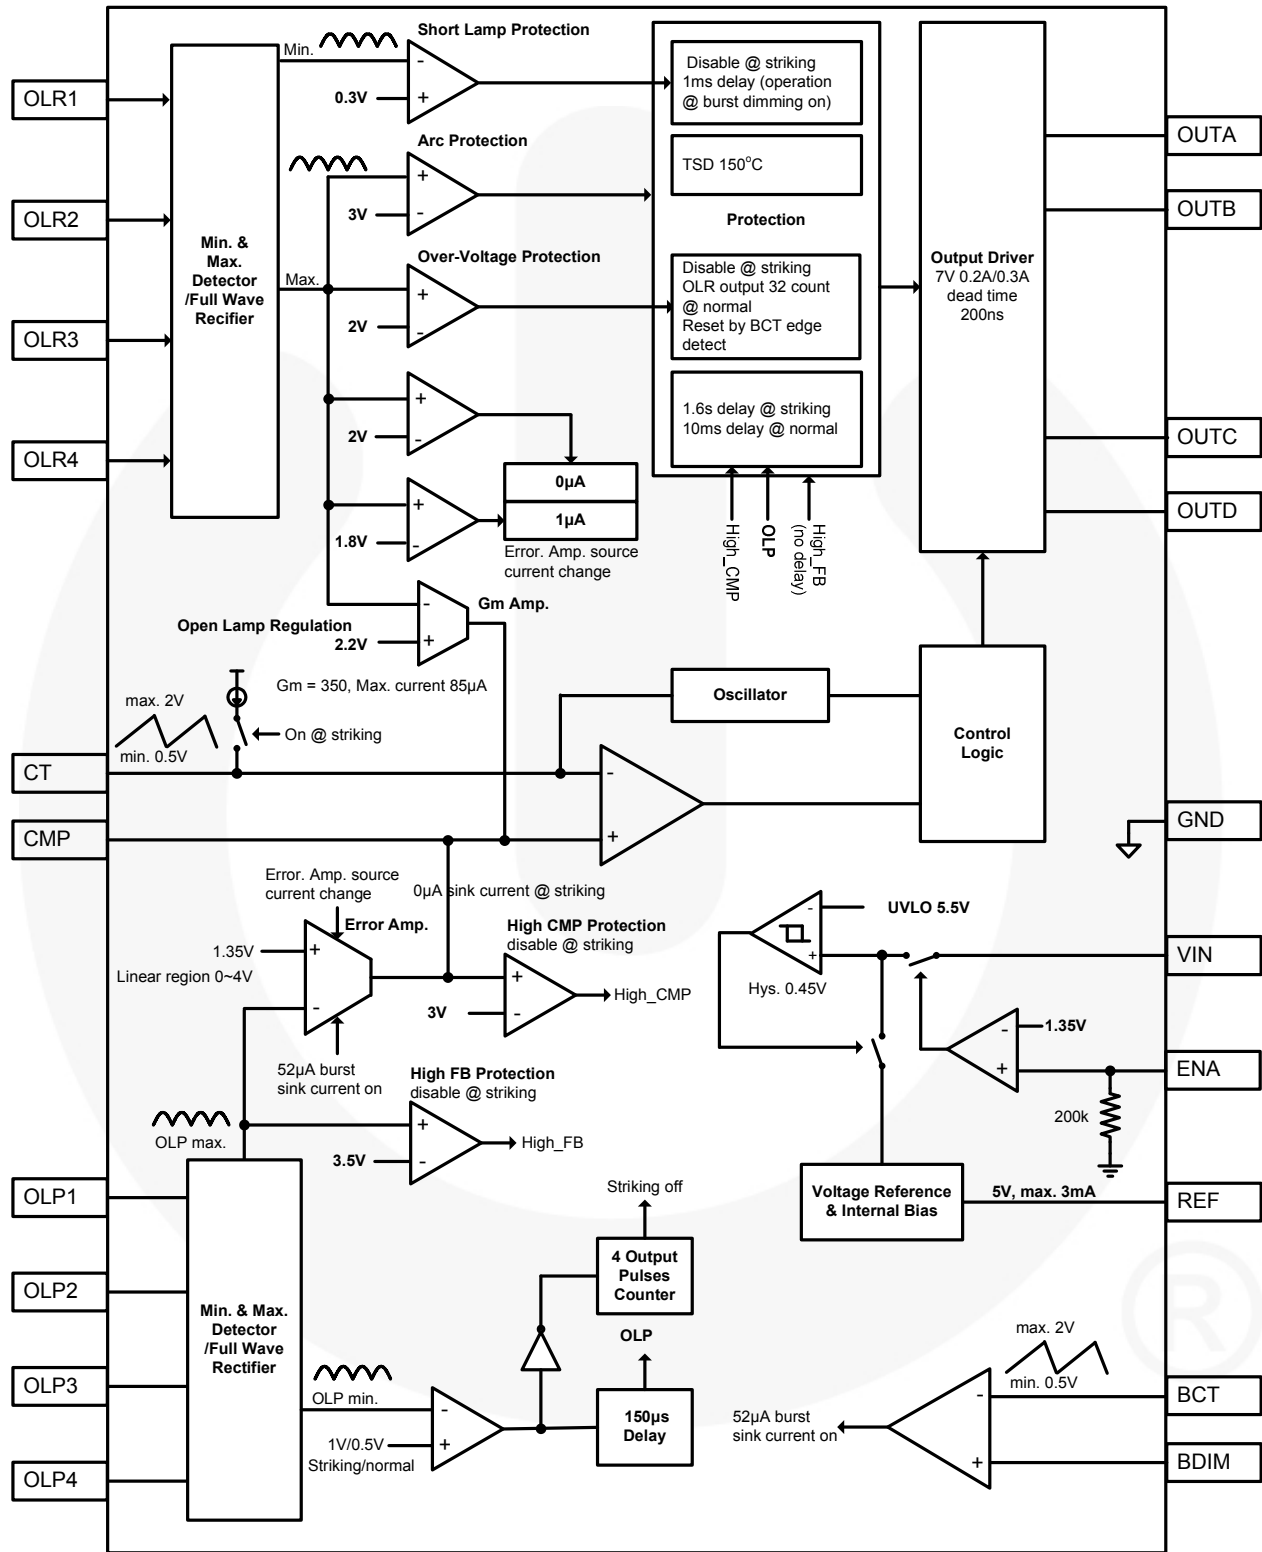 Short Lamp Protection
Min.
-
+
0.3V
Disable @ striking
1ms delay (operation
@ burst dimming on)
OLR1
OLR2
OLR3
OLR4
Min. &
Max.
Detector
/Full Wave
Recifier
Max.
Arc Protection
+
-
3V
TSD 150°C
Protection
Over-Voltage Protection
+
-
2V
Disable @ striking
OLR output 32 count
@ normal
Reset by BCT edge
detect
+
-
2V
1.6s delay @ striking
10ms delay @ normal
0µA
1µA
+
-
1.8V
Error. Amp. source
current change
High_CMP
OLP
High_FB
(no delay)
Output Driver
7V 0.2A/0.3A
dead time
200ns
OUTA
OUTB
OUTC
OUTD
Gm Amp.
-
+
Open Lamp Regulation
2.2V
Gm = 350, Max. current 85µA
max. 2V
min. 0.5V
On @ striking
Oscillator
Control
Logic
CT
CMP
-
+
GND
Error. Amp. source
current change
0µA sink current @ striking
Error Amp.
1.35V
+
-
Linear region 0~4V
52µA burst
sink current on
High CMP Protection
disable @ striking
+
-
3V
High_CMP
High FB Protection
disable @ striking
+
-
3.5V
High_FB
UVLO 5.5V
-
+
Hys. 0.45V
VIN
1.35V
-
+
ENA
200k
Voltage Reference
& Internal Bias
5V, max. 3mA
REF
OLP max.
OLP1
OLP2
OLP3
OLP4
Min. & Max.
Detector
/Full Wave
Rectifier
OLP min.
-
+
1V/0.5V
Striking/normal
Striking off
4 Output
Pulses
Counter
OLP
150µs
Delay
52µA burst
sink current on
max. 2V
min. 0.5V
-
+
BCT
BDIM
®